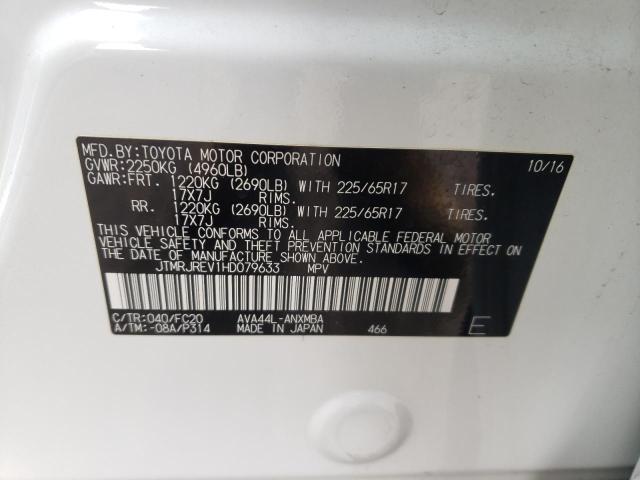 MFD.BY:TOYOTA MOTOR CORPORATION 10/16
GVWR:2250KG (4960LB)
GAWR:FRT. 1220KG (2690LB) WITH 225/65R17 TIRES.
17X7J RIMS.
RR. 1220KG (2690LB) WITH 225/65R17 TIRES.
17X7J RIMS.
THIS VEHICLE CONFORMS TO ALL APPLICABLE FEDERAL MOTOR
VEHICLE SAFETY AND THEFT PREVENTION STANDARDS IN EFFECT ON
THE DATE OF MANUFACTURE SHOWN ABOVE.
JTMRJREV1HD079633 MPV
C/TR:040/FC20 AVA44L-ANXMBA
A/TM:-08A/P314 MADE IN JAPAN 466 E